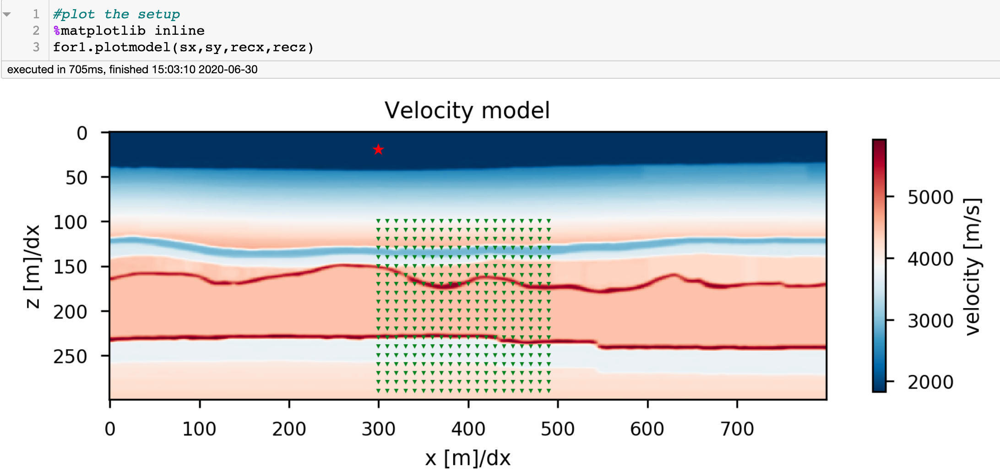 1 #plot the setup
2 %matplotlib inline
3 for1.plotmodel(sx,sy,recx,recz)
executed in 705ms, finished 15:03:10 2020-06-30
Velocity model
0
50
100
150
200
250
z [m]/dx
0 100 200 300 400 500 600 700
x [m]/dx
5000
4000
3000
2000
velocity [m/s]